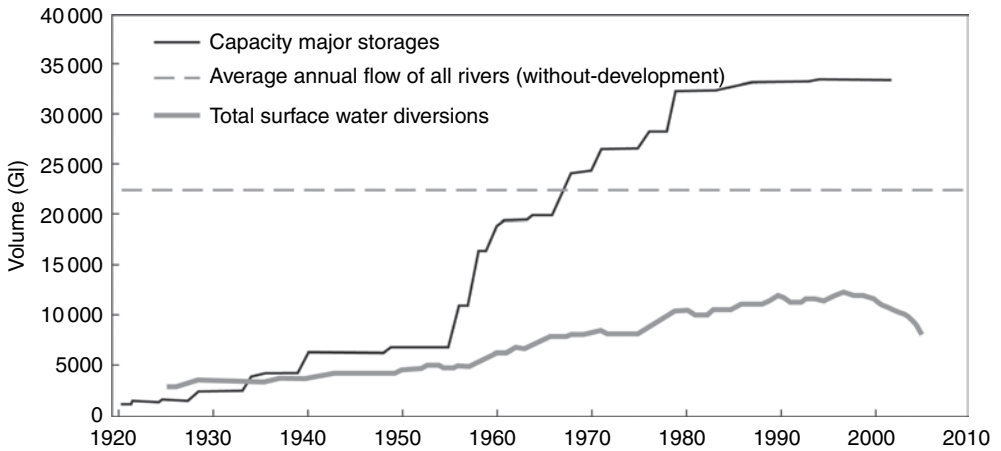 40 000
35 000
30 000
25 000
20 000
15 000
10 000
5000
0
Volume (Gl)
Capacity major storages
Average annual flow of all rivers (without-development)
Total surface water diversions
1920 1930 1940 1950 1960 1970 1980 1990 2000 2010